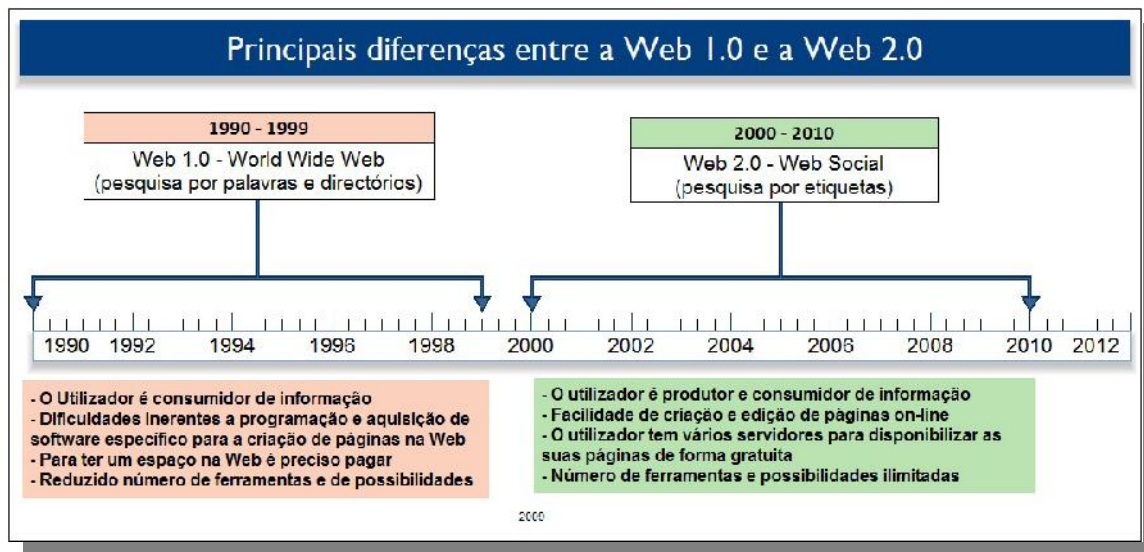 Principais diferenças entre a Web 1.0 e a Web 2.0
1990 - 1999
Web 1.0 - World Wide Web
(pesquisa por palavras e directórios)
2000 - 2010
Web 2.0 - Web Social
(pesquisa por etiquetas)
1990 1992 1994 1996 1998 2000 2002 2004 2006 2008 2010 2012
- O Utilizador é consumidor de informação
- Dificuldades inerentes a programação e aquisição de
software específico para a criação de páginas na Web
- Para ter um espaço na Web é preciso pagar
- Reduzido número de ferramentas e de possibilidades
- O utilizador é produtor e consumidor de informação
- Facilidade de criação e edição de páginas on-line
- O utilizador tem vários servidores para disponibilizar as
suas páginas de forma gratuita
- Número de ferramentas e possibilidades ilimitadas
2000